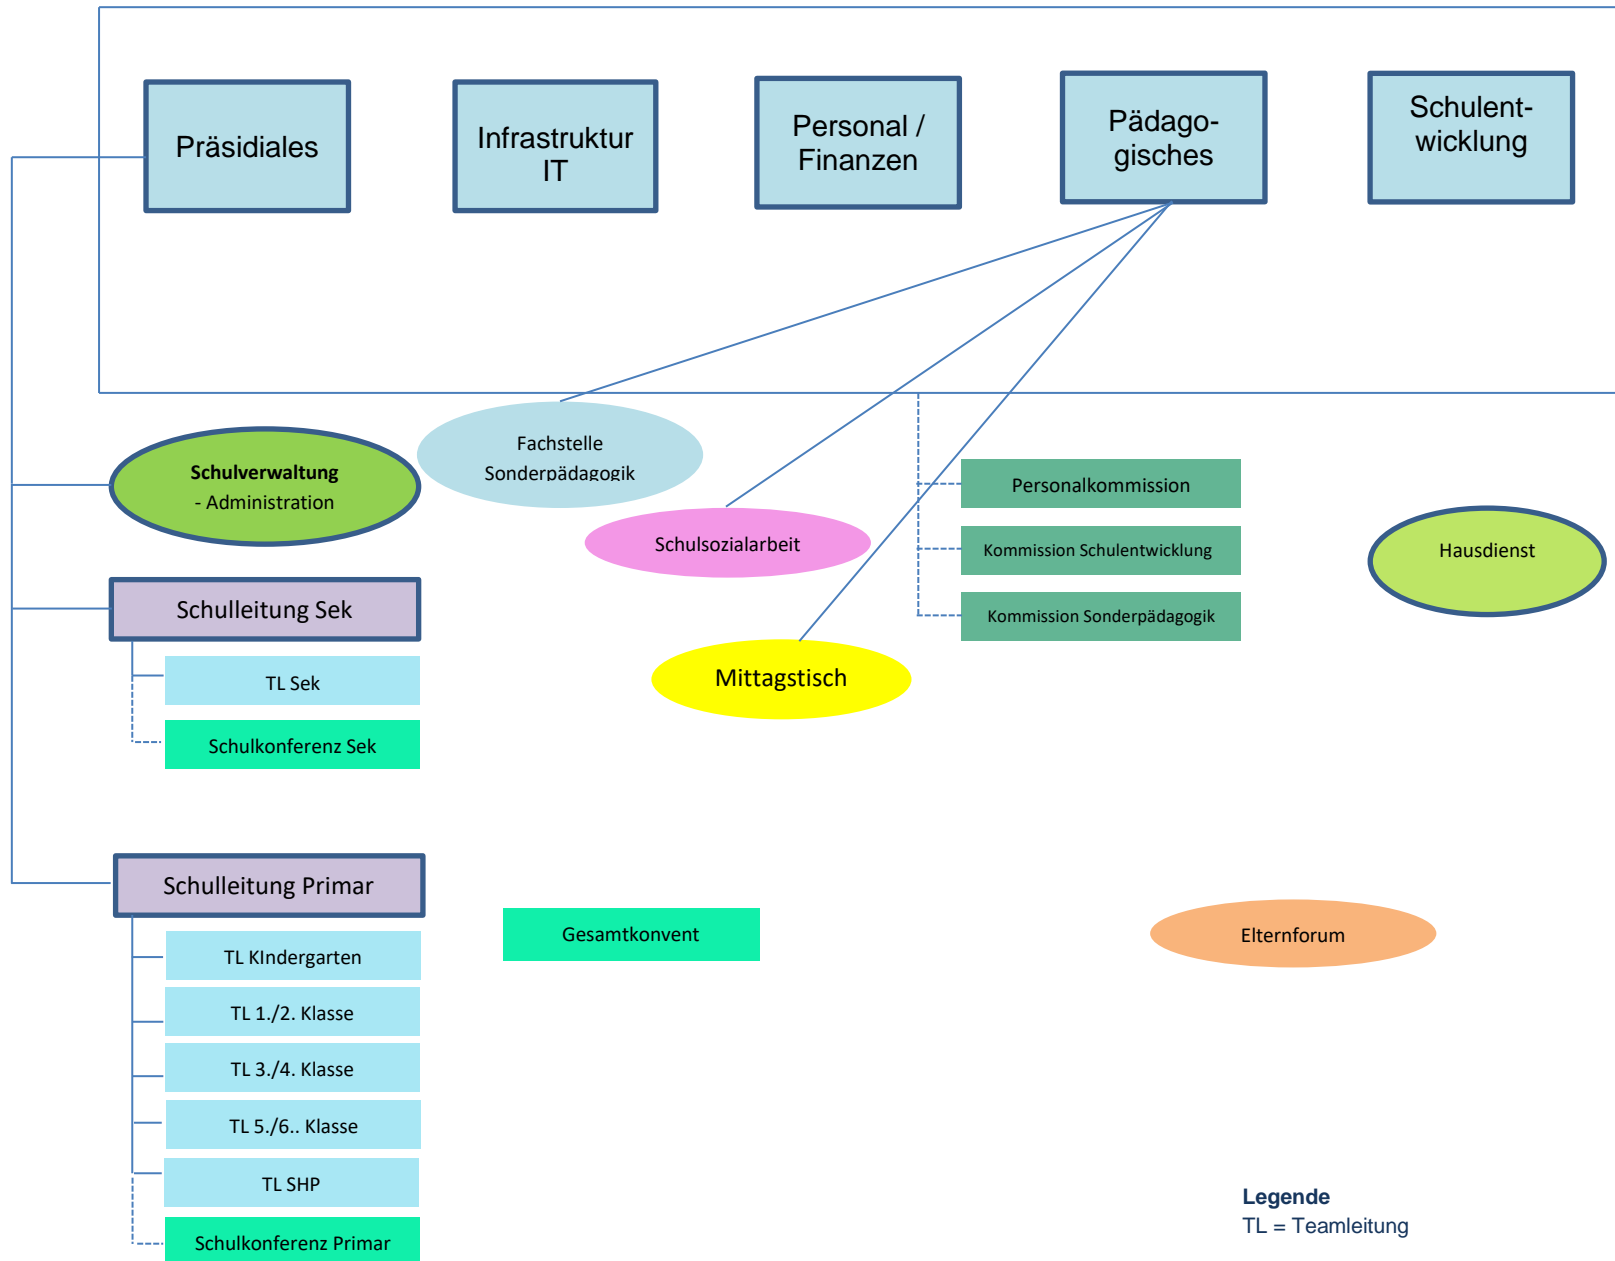 Präsidiales
Infrastruktur
IT
Personal /
Finanzen
Pädago-
gisches
Schulent-
wicklung
Schulverwaltung
- Administration
Fachstelle
Sonderpädagogik
Schulsozialarbeit
Mittagstisch
Personalkommission
Kommission Schulentwicklung
Kommission Sonderpädagogik
Hausdienst
Schulleitung Sek
TL Sek
Schulkonferenz Sek
Schulleitung Primar
TL KIndergarten
TL 1./2. Klasse
TL 3./4. Klasse
TL 5./6.. Klasse
TL SHP
Schulkonferenz Primar
Gesamtkonvent
Elternforum
Legende
TL = Teamleitung